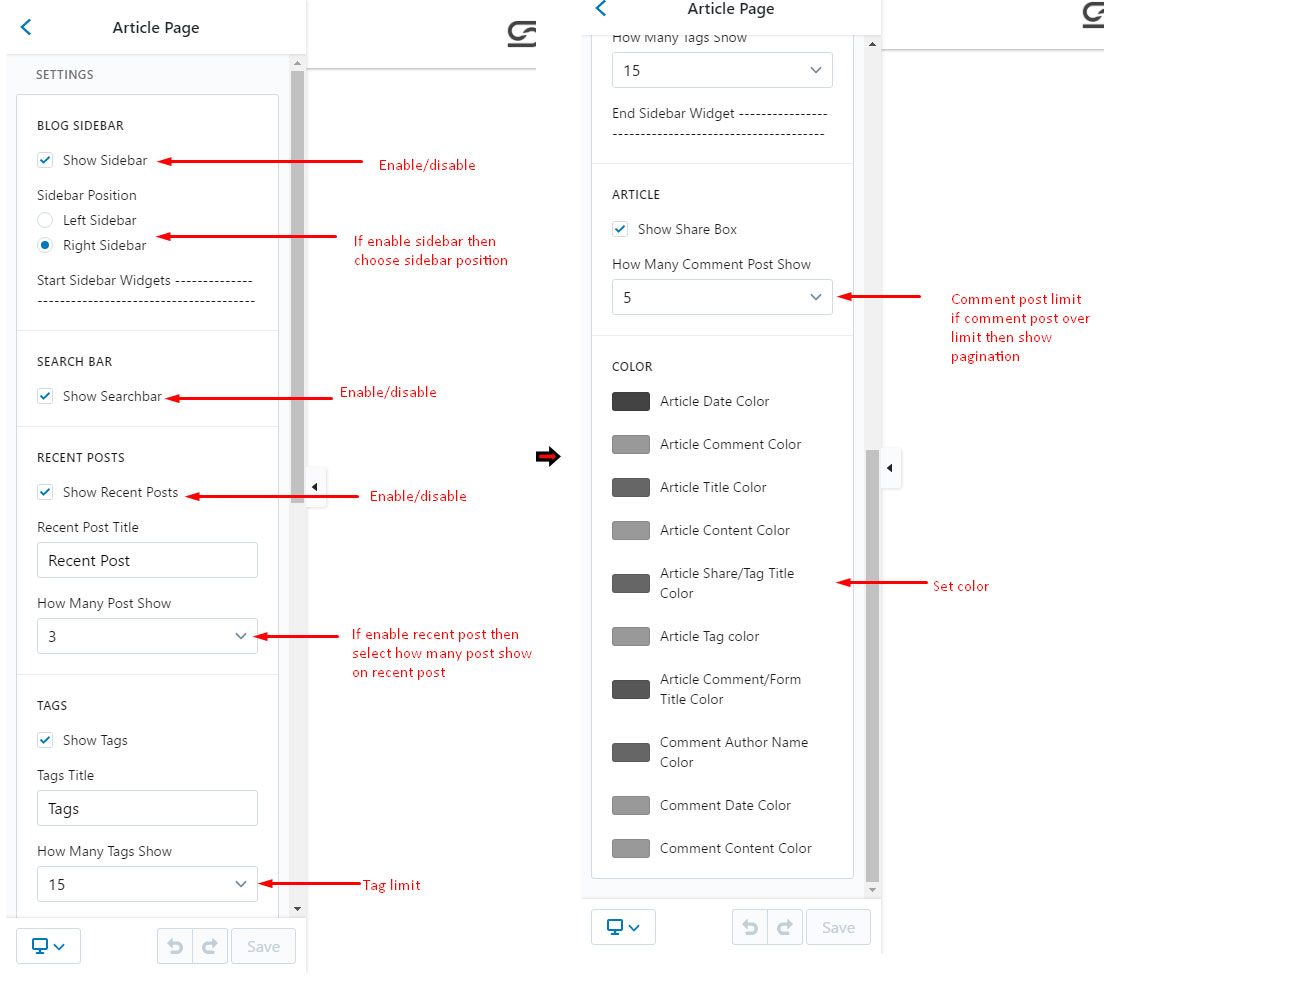 Article Page
SETTINGS
BLOG SIDEBAR
Show Sidebar
Enable/disable
Sidebar Position
Left Sidebar
Right Sidebar
If enable sidebar then
choose sidebar position
Start Sidebar Widgets --------------
---------------------------------------
SEARCH BAR
Show Searchbar
Enable/disable
RECENT POSTS
Show Recent Posts
Enable/disable
Recent Post Title
Recent Post
How Many Post Show
3
If enable recent post then
select how many post show
on recent post
TAGS
Show Tags
Tags Title
Tags
How Many Tags Show
15
Tag limit
Save
Article Page
How Many Tags Show
15
End Sidebar Widget ----------------
--------------------------------------
ARTICLE
Show Share Box
How Many Comment Post Show
5
Comment post limit
if comment post over
limit then show
pagination
COLOR
Article Date Color
Article Comment Color
Article Title Color
Article Content Color
Article Share/Tag Title
Color
Set color
Article Tag color
Article Comment/Form
Title Color
Comment Author Name
Color
Comment Date Color
Comment Content Color
Save